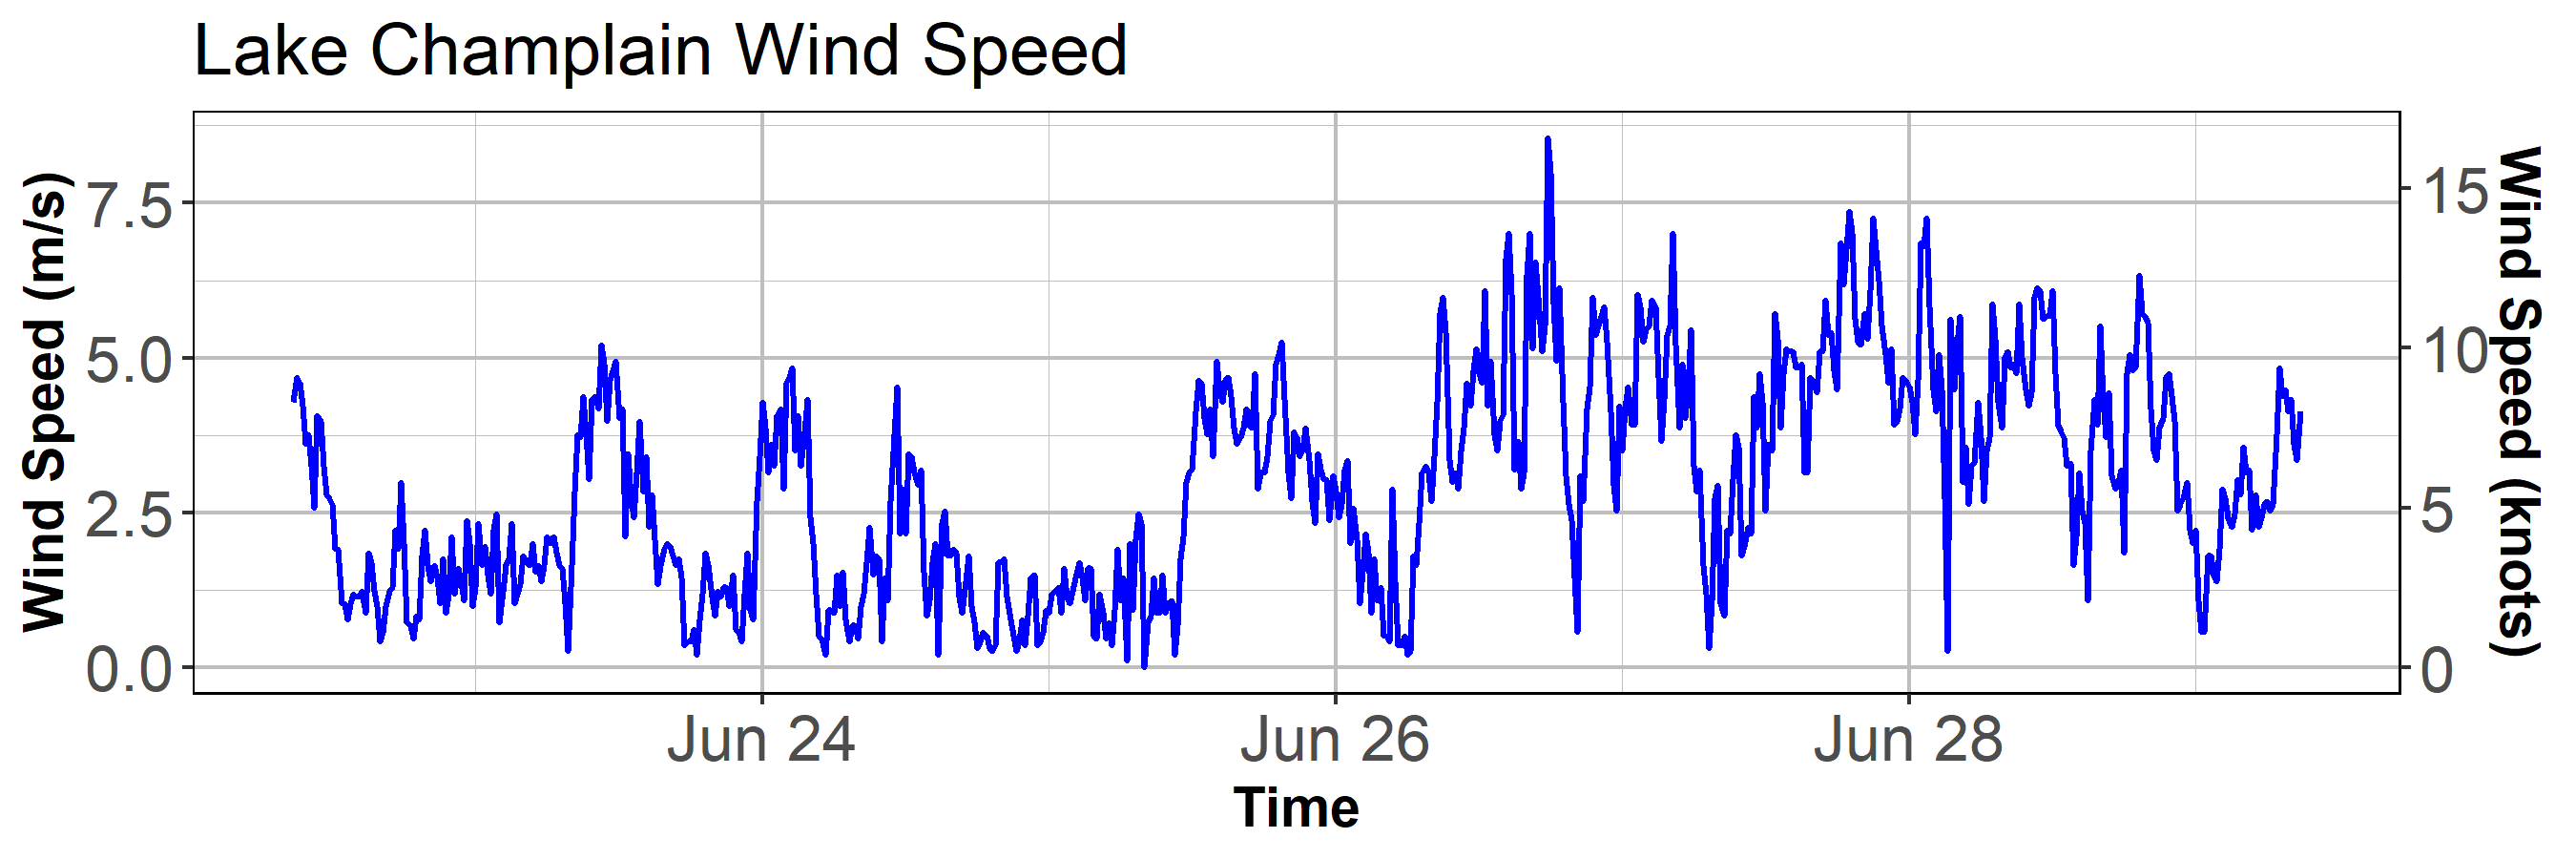 Lake Champlain Wind Speed
Wind Speed (m/s)
7.5
5.0
2.5
0.0
15
10
5
0
Wind Speed (knots)
Jun 24
Jun 26
Jun 28
Time